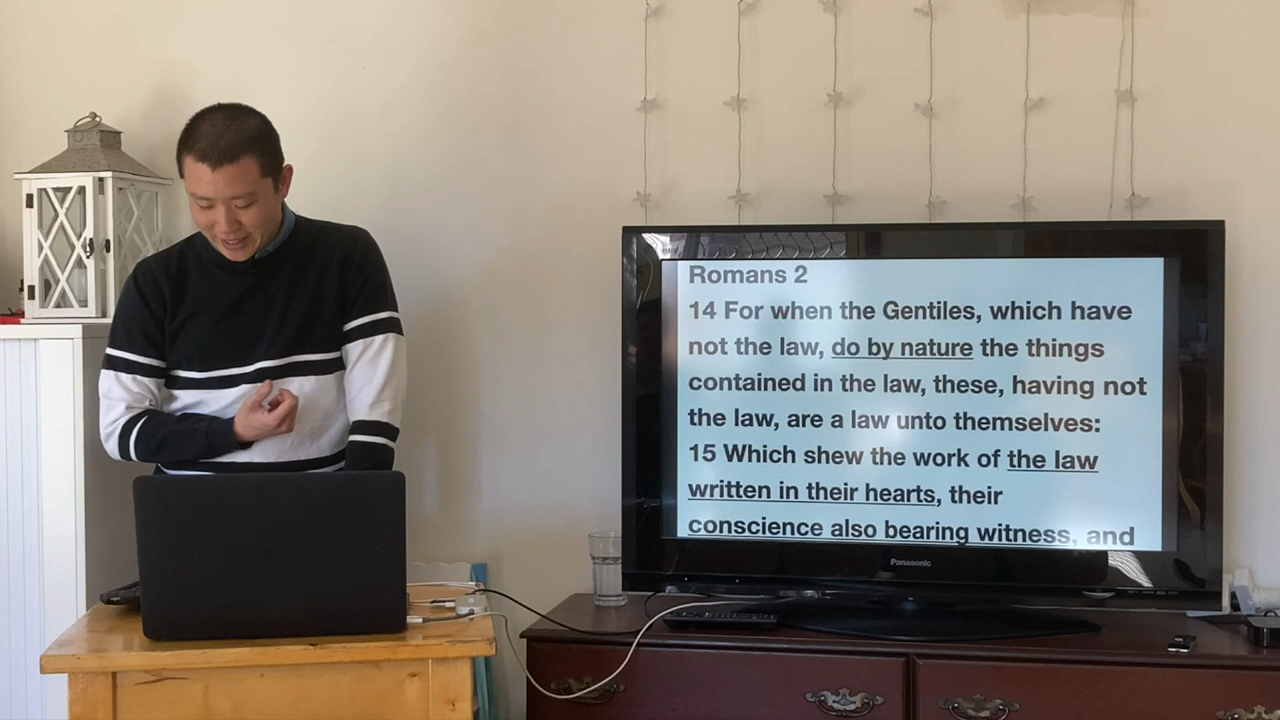 Romans 2
14 For when the Gentiles, which have
not the law, do by nature the things
contained in the law, these, having not
the law, are a law unto themselves:
15 Which shew the work of the law
written in their hearts, their
conscience also bearing witness, and
Panasonic